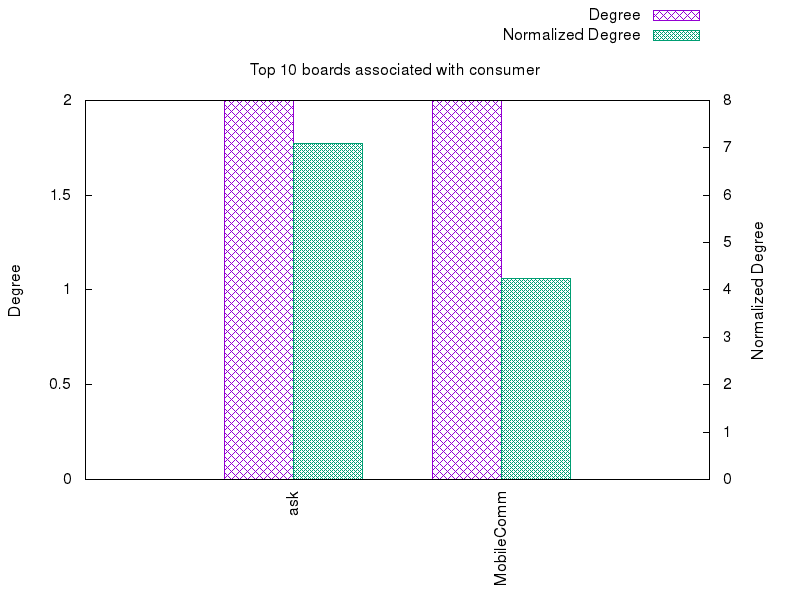 Degree
Normalized Degree
Top 10 boards associated with consumer
2
1.5
1
0.5
0
Degree
8
7
6
5
4
3
2
1
0
Normalized Degree
ask
MobileComm